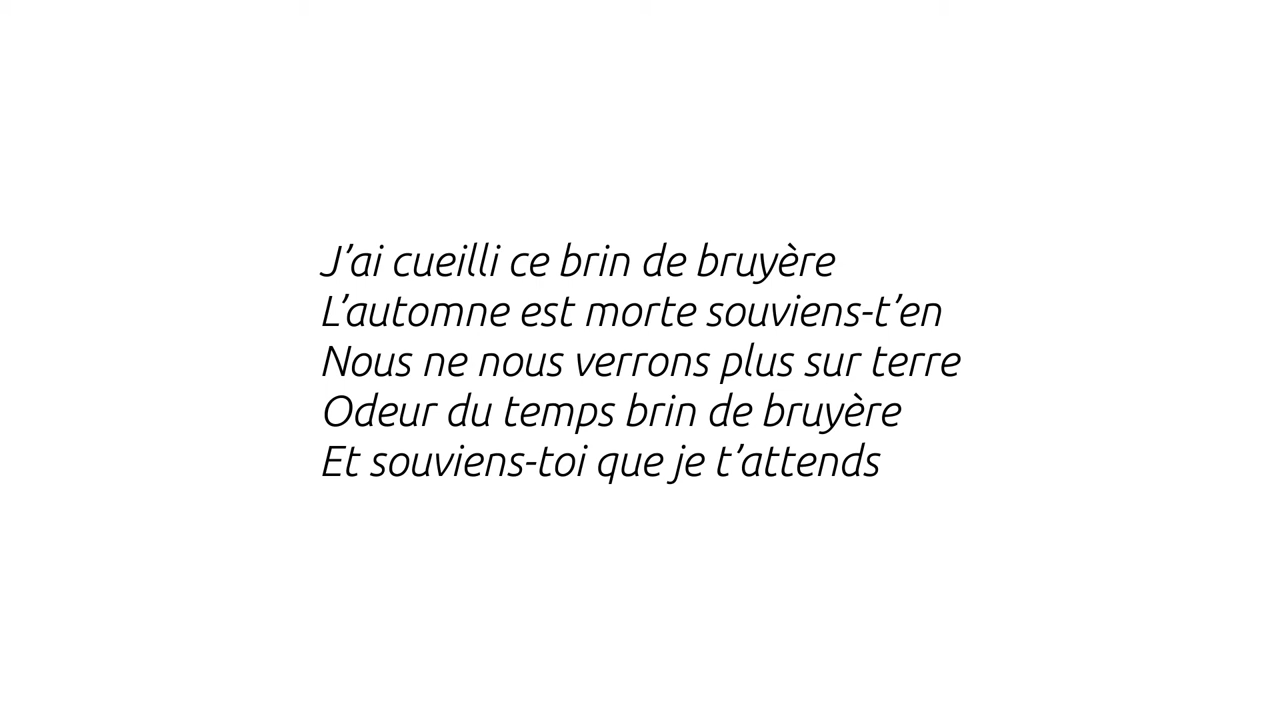 J’ai cueilli ce brin de bruyère
L’automne est morte souviens-t’en
Nous ne nous verrons plus sur terre
Odeur du temps brin de bruyère
Et souviens-toi que je t’attends